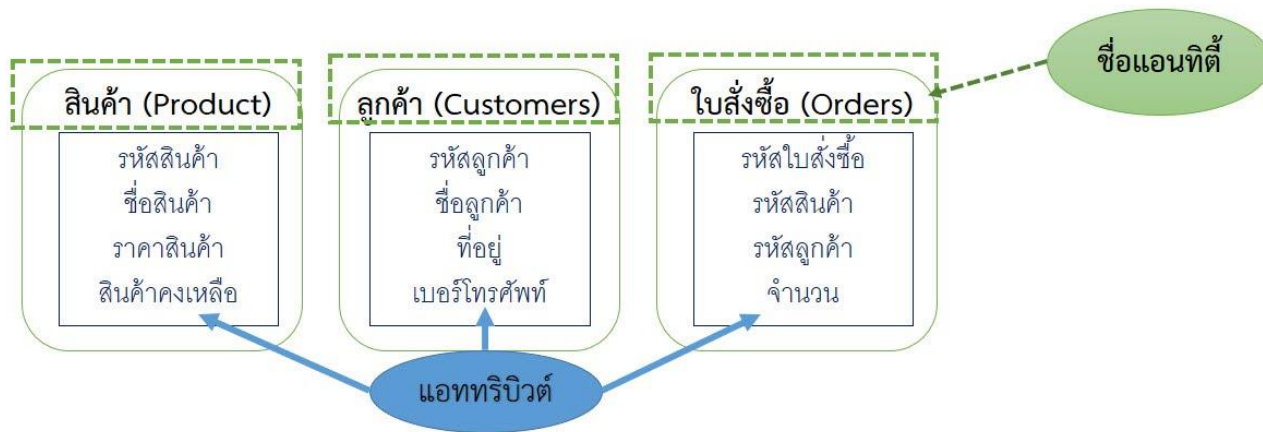 ชื่อแอนทิตี้
สินค้า (Product)
รหัสสินค้า
ชื่อสินค้า
ราคาสินค้า
สินค้าคงเหลือ
ลูกค้า (Customers)
รหัสลูกค้า
ชื่อลูกค้า
ที่อยู่
เบอร์โทรศัพท์
ใบสั่งซื้อ (Orders)
รหัสใบสั่งซื้อ
รหัสสินค้า
รหัสลูกค้า
จำนวน
แอททริบิวต์